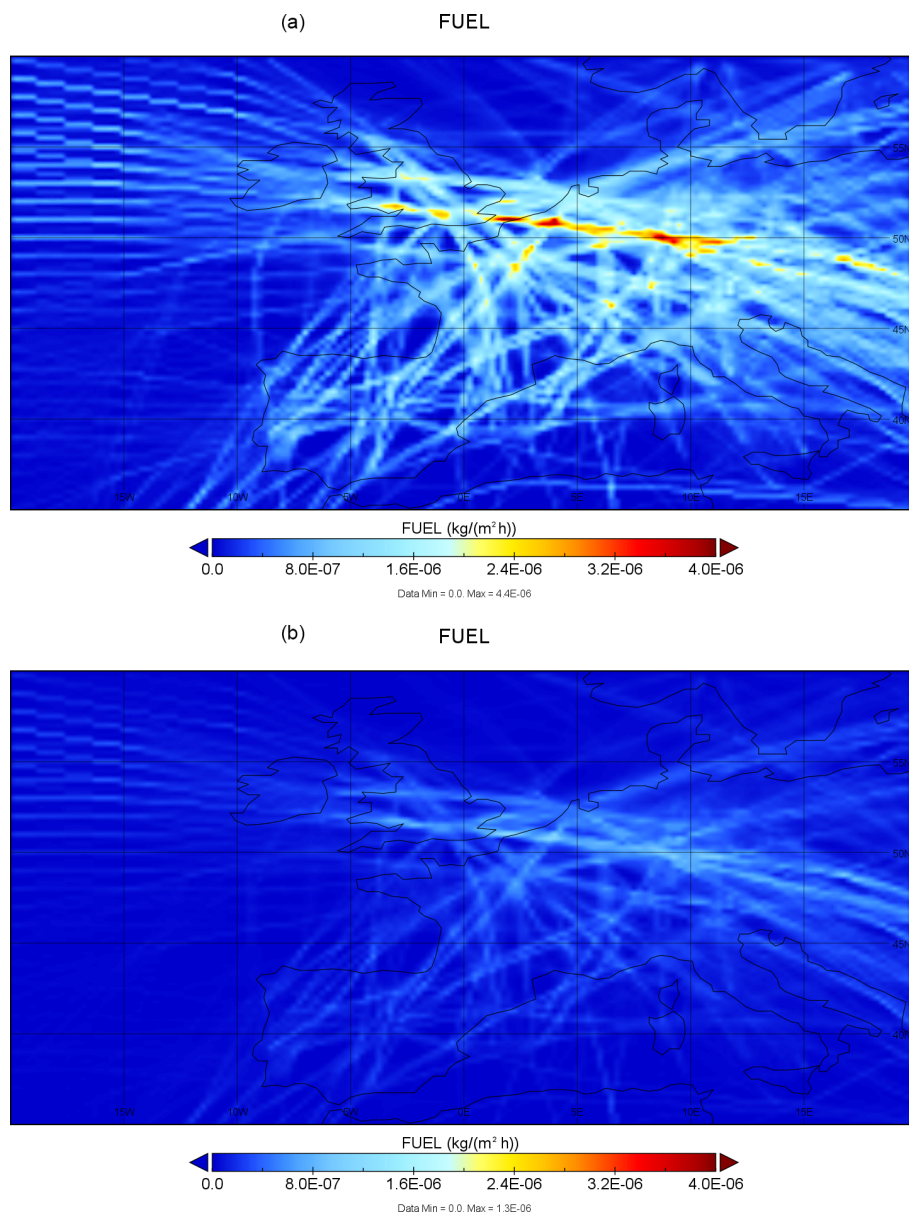 (a) FUEL
55N
50N
45N
40N
15W 10W 5W 0E 5E 10E 15E
FUEL (kg/(m² h))
0.0 8.0E-07 1.6E-06 2.4E-06 3.2E-06 4.0E-06
Data Min = 0.0. Max = 4.4E-06
(b) FUEL
55N
50N
45N
40N
15W 10W 5W 0E 5E 10E 15E
FUEL (kg/(m² h))
0.0 8.0E-07 1.6E-06 2.4E-06 3.2E-06 4.0E-06
Data Min = 0.0. Max = 1.3E-06